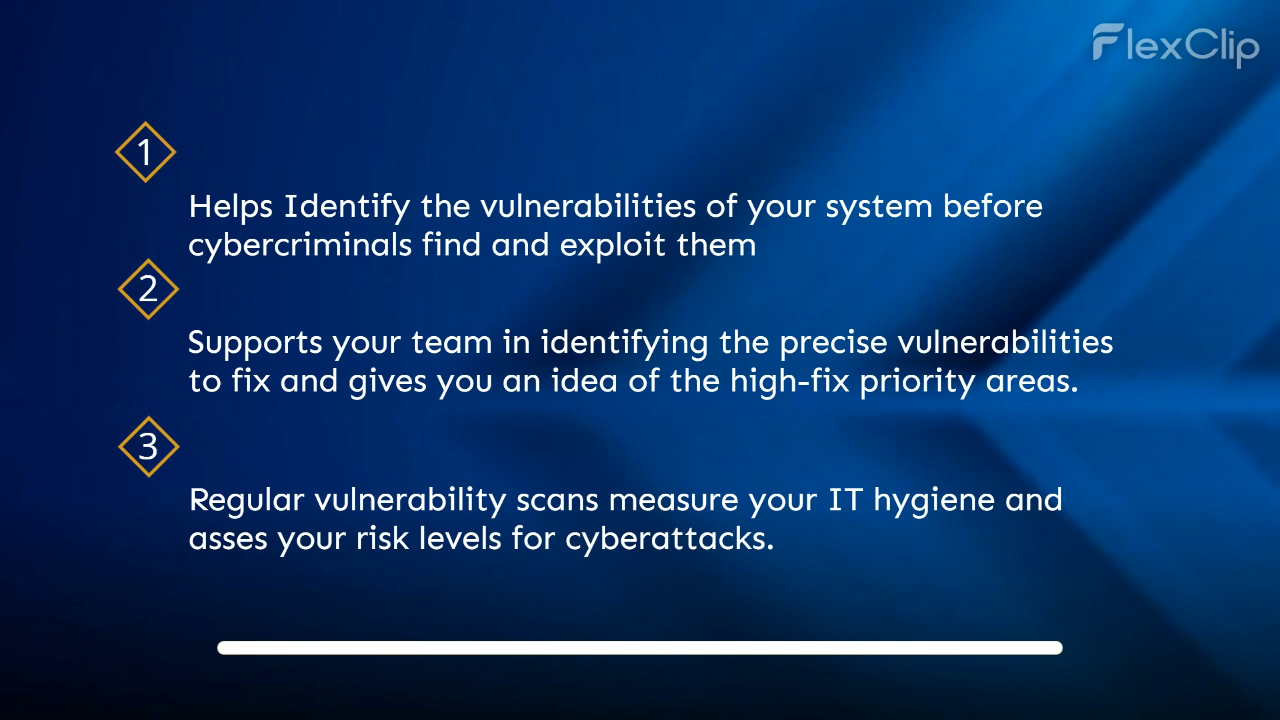 FlexClip
1
Helps Identify the vulnerabilities of your system before
cybercriminals find and exploit them
2
Supports your team in identifying the precise vulnerabilities
to fix and gives you an idea of the high-fix priority areas.
3
Regular vulnerability scans measure your IT hygiene and
asses your risk levels for cyberattacks.